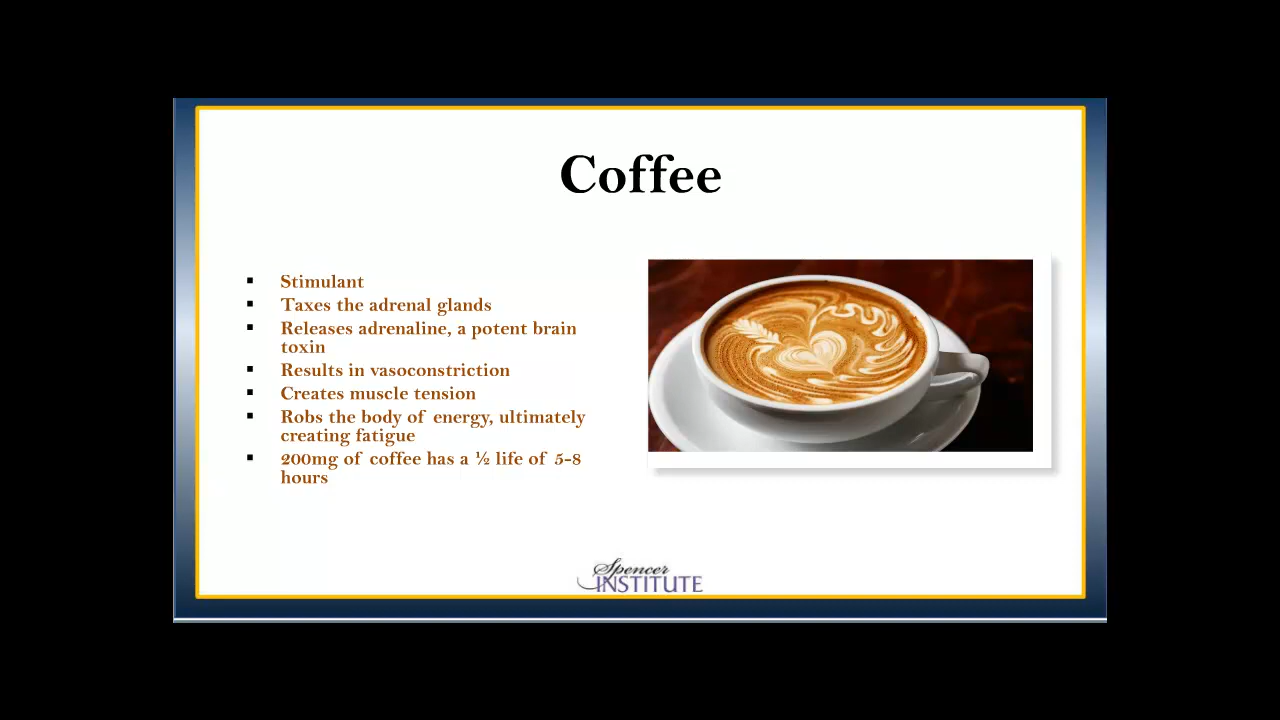 Coffee
Stimulant
Taxes the adrenal glands
Releases adrenaline, a potent brain
toxin
Results in vasoconstriction
Creates muscle tension
Robs the body of energy, ultimately
creating fatigue
200mg of coffee has a ½ life of 5-8
hours
Spencer
INSTITUTE